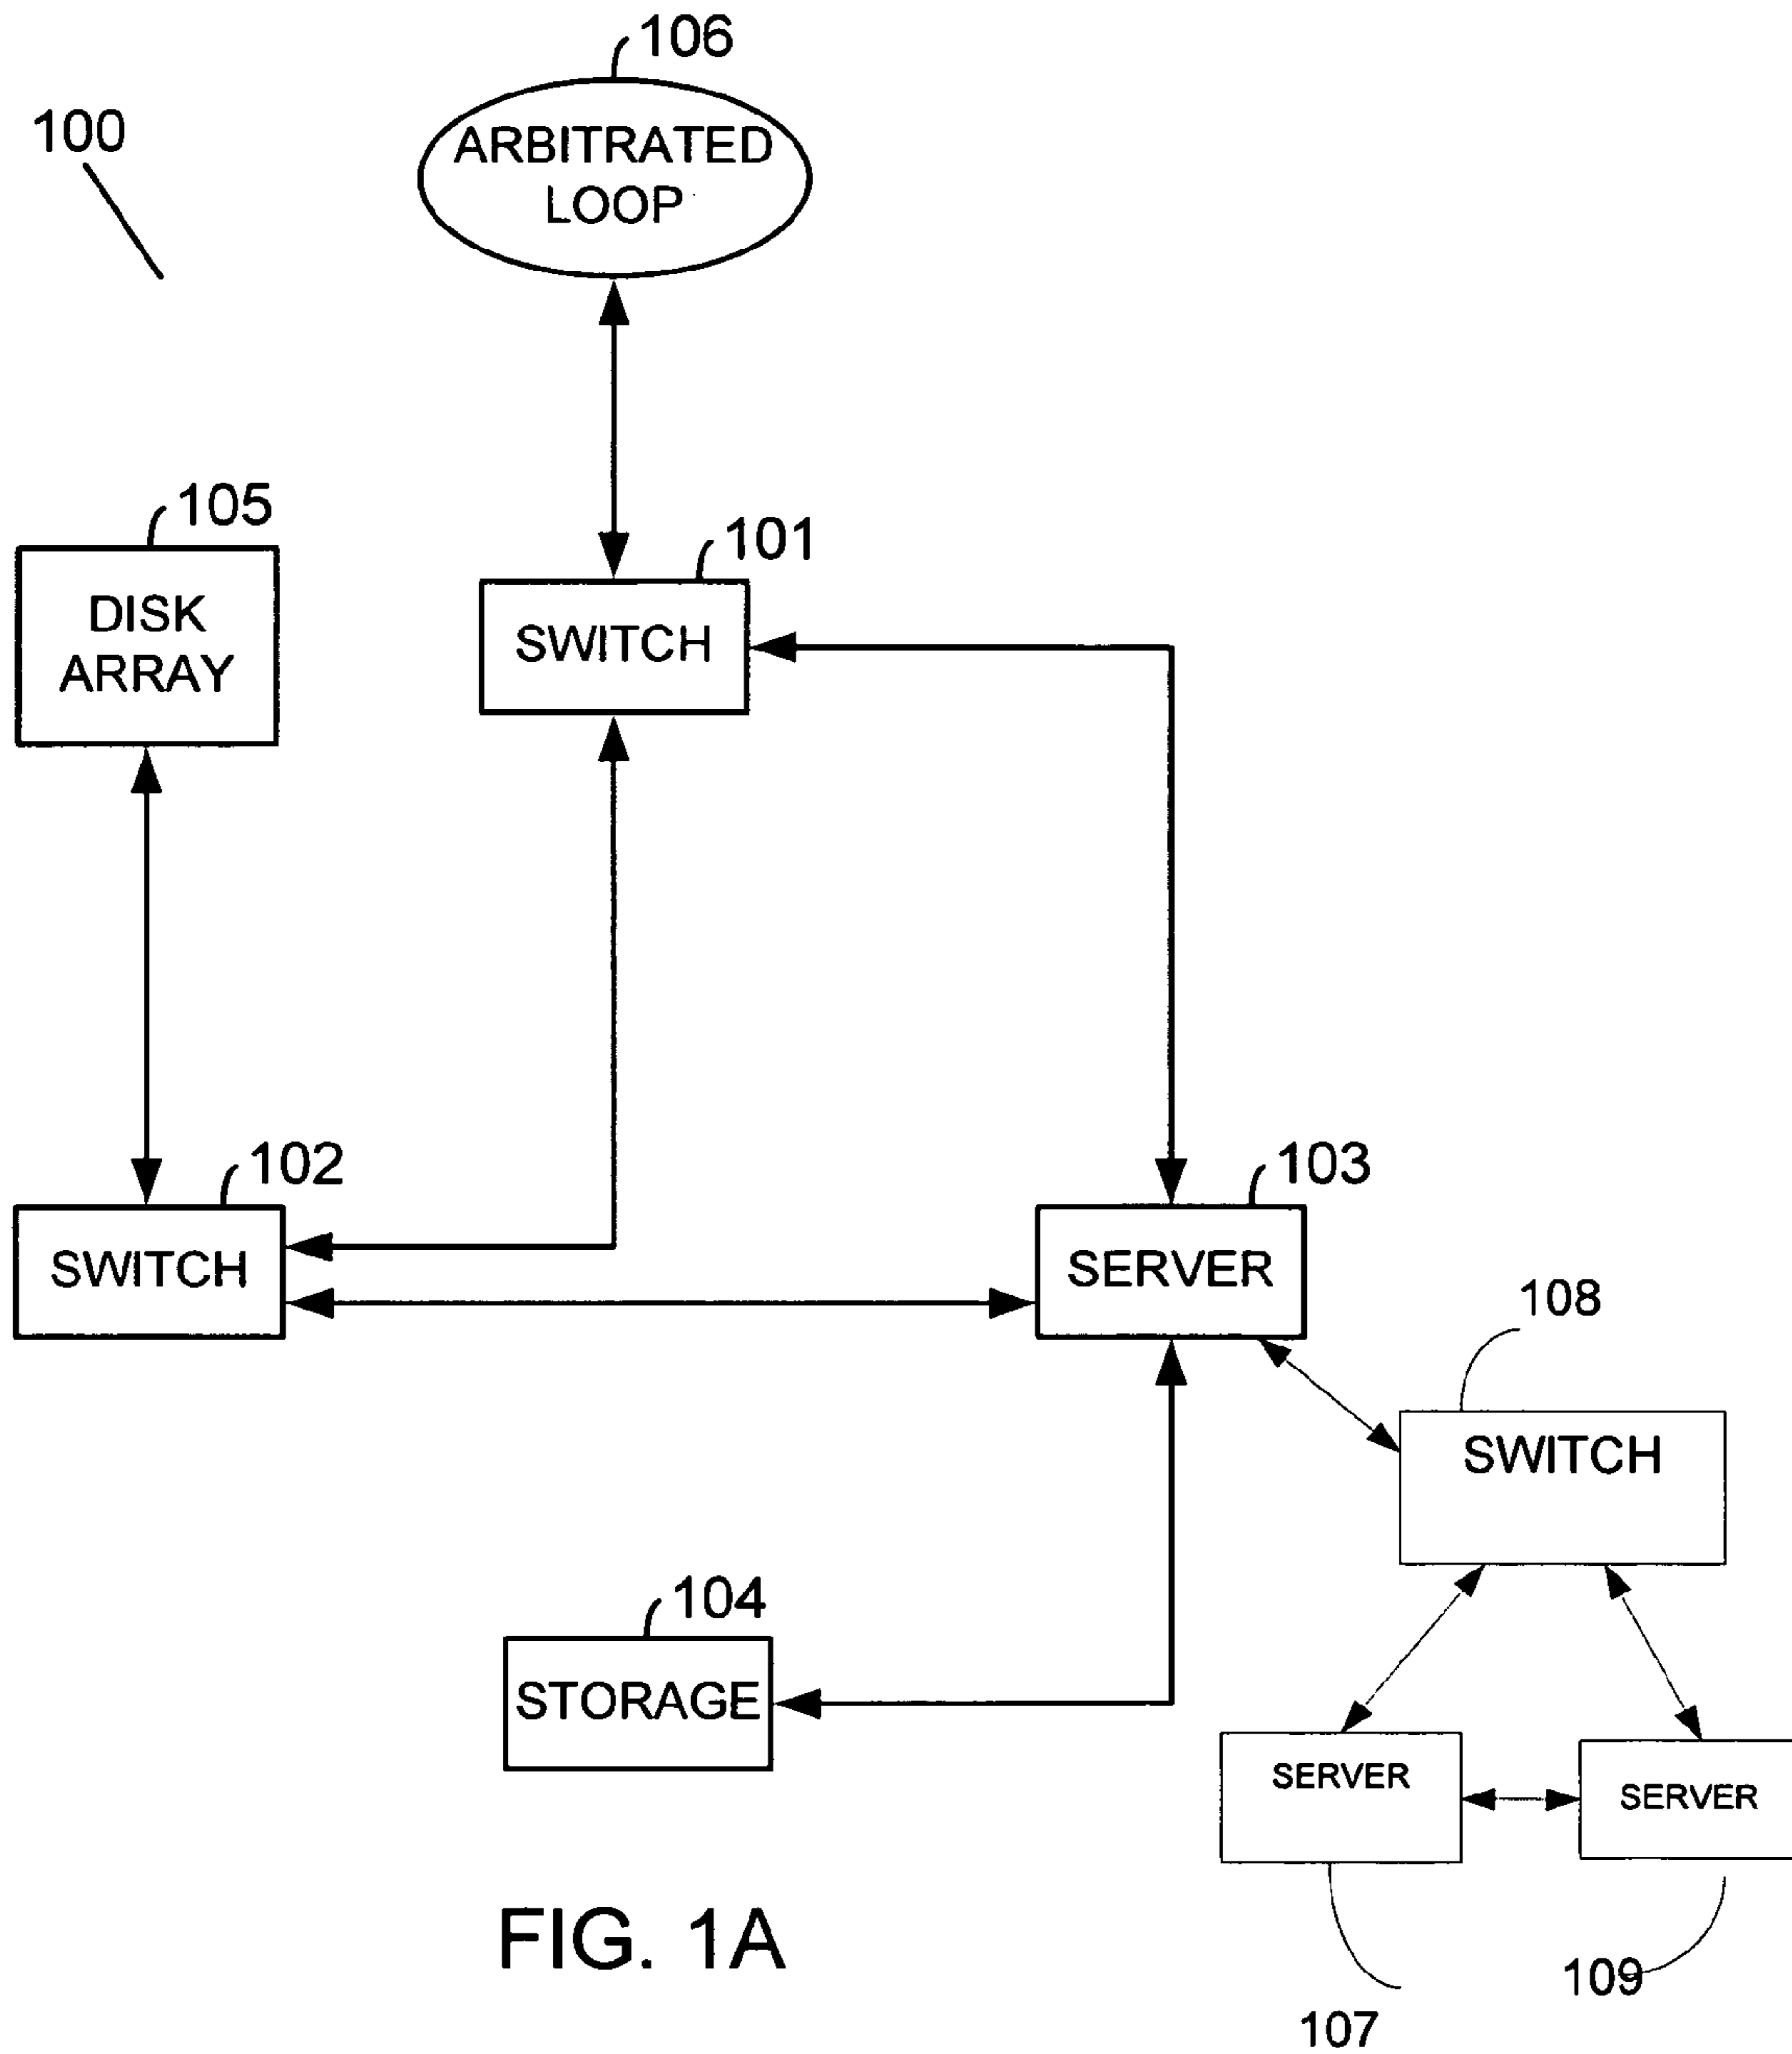 106
100
ARBITRATED
LOOP
105
101
DISK
ARRAY
SWITCH
102
103
SWITCH
SERVER
108
SWITCH
104
STORAGE
SERVER
SERVER
FIG. 1A
109
107